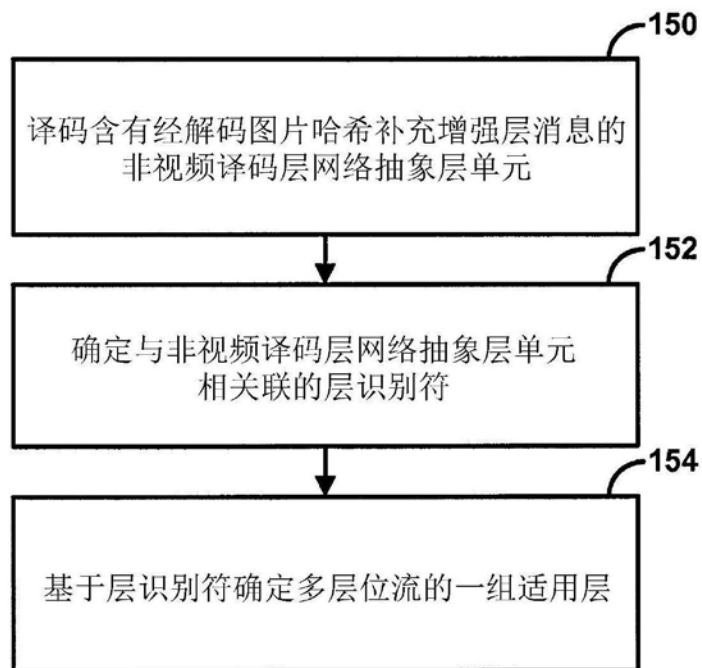 150
译码含有经解码图片哈希补充增强层消息的
非视频译码层网络抽象层单元
152
确定与非视频译码层网络抽象层单元
相关联的层识别符
154
基于层识别符确定多层位流的一组适用层